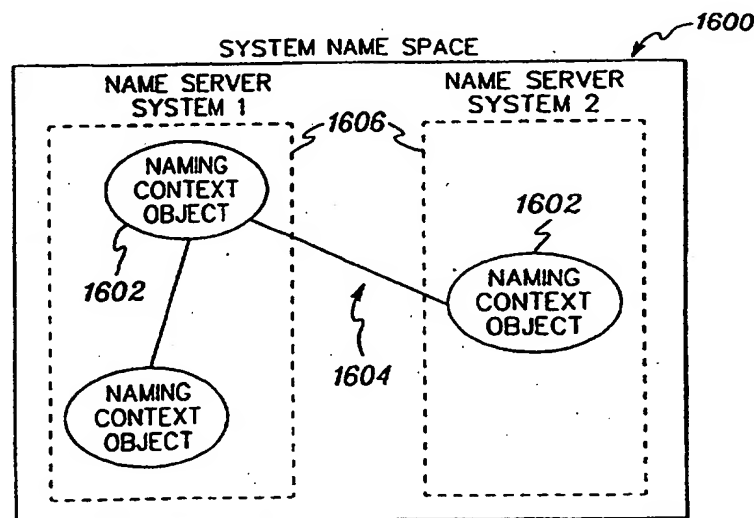 1600
SYSTEM NAME SPACE
NAME SERVER
SYSTEM 1
NAME SERVER
SYSTEM 2
1606
NAMING
CONTEXT
OBJECT
1602
1602
NAMING
CONTEXT
OBJECT
1604
NAMING
CONTEXT
OBJECT